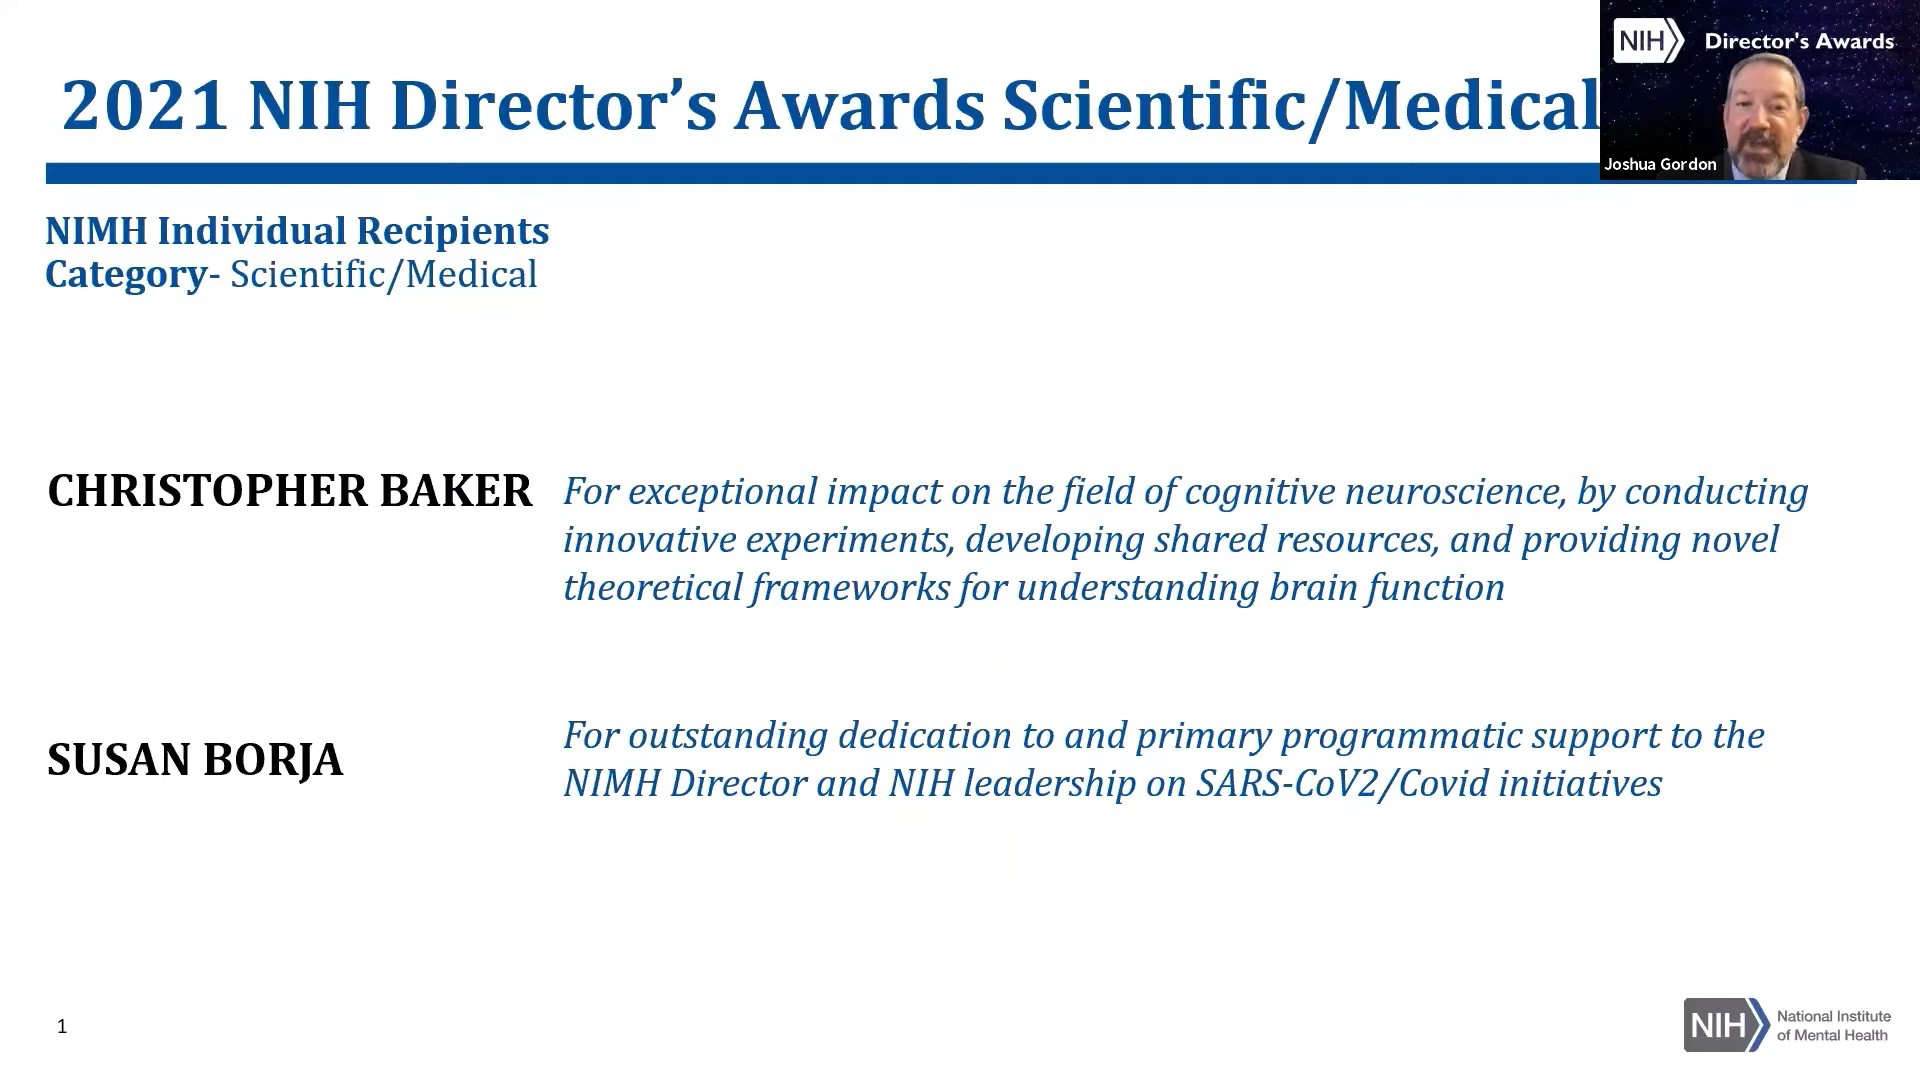 2021 NIH Director’s Awards Scientific/Medical
NIH Director's Awards
Joshua Gordon
NIMH Individual Recipients
Category- Scientific/Medical
CHRISTOPHER BAKER
For exceptional impact on the field of cognitive neuroscience, by conducting
innovative experiments, developing shared resources, and providing novel
theoretical frameworks for understanding brain function
SUSAN BORJA
For outstanding dedication to and primary programmatic support to the
NIMH Director and NIH leadership on SARS-CoV2/Covid initiatives
1
NIH
National Institute
of Mental Health